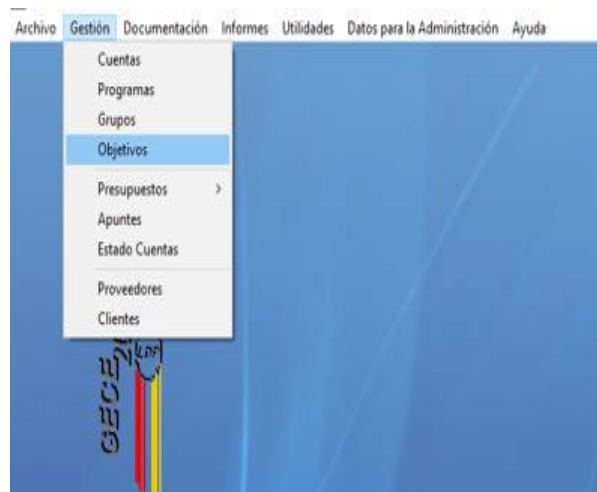 Archivo Gestión Documentación Informes Utilidades Datos para la Administración Ayuda
Cuentas
Programas
Grupos
Objetivos
Presupuestos >
Apuntes
Estado Cuentas
Proveedores
Clientes
GECE